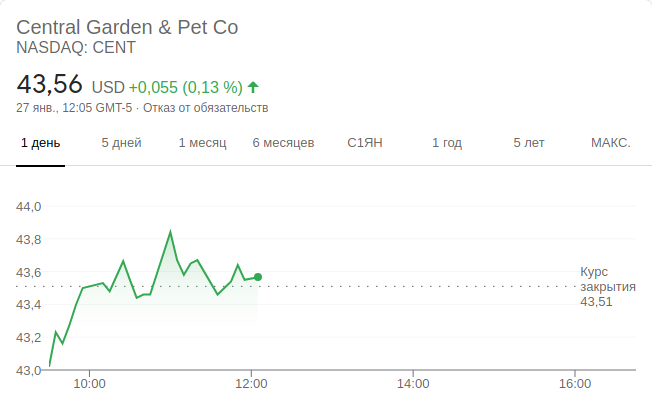 Central Garden & Pet Co
NASDAQ: CENT
43,56 USD +0,055 (0,13 %)
27 янв., 12:05 GMT-5 · Отказ от обязательств
1 день 5 дней 1 месяц 6 месяцев С1ЯН 1 год 5 лет МАКС.
44,0
43,8
43,6
43,4
43,2
43,0
Курс
закрытия
43,51
10:00 12:00 14:00 16:00